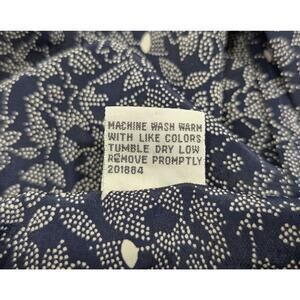 MACHINE WASH WARM
WITH LIKE COLORS
TUMBLE DRY LOW
REMOVE PROMPTLY
201884